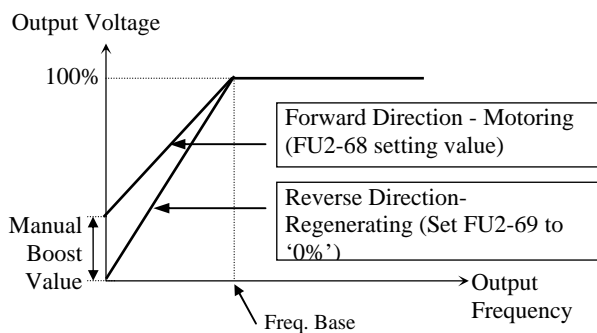 Output Voltage
100%
Forward Direction - Motoring
(FU2-68 setting value)
Reverse Direction-
Regenerating (Set FU2-69 to
‘0%’)
Manual
Boost
Value
Output
Frequency
Freq. Base